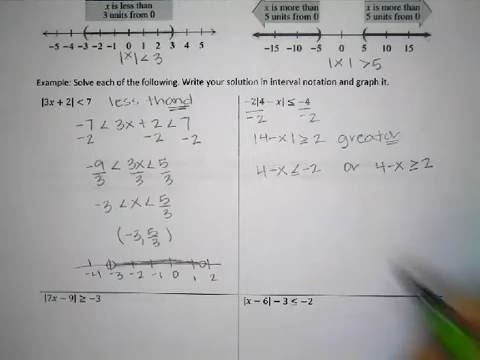 x is less than
3 units from 0
x is more than
5 units from 0
x is more than
5 units from 0
-5 -4 -3 -2 -1 0 1 2 3 4 5
-15 -10 -5 0 5 10 15
|x| < 3
|x| > 5
Example: Solve each of the following. Write your solution in interval notation and graph it.
|3x + 2| < 7 less thand
-7 < 3x + 2 < 7
-2 -2 -2
-9/3 < 3x/3 < 5/3
-3 < x < 5/3
(-3, 5/3)
-4 -3 -2 -1 0 1 2
-2|4 - x| ≤ -4
-2 -2
|4-x| ≥ 2 greator
4-x ≤ -2 or 4-x ≥ 2
|7x - 9| ≥ -3
|x - 6| - 3 ≤ -2